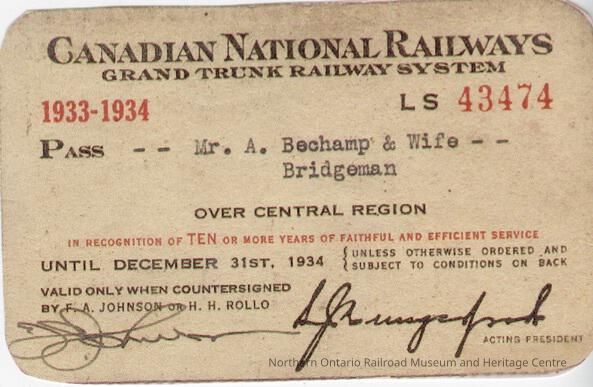 CANADIAN NATIONAL RAILWAYS
GRAND TRUNK RAILWAY SYSTEM
1933-1934 LS 43474
PASS -- Mr. A. Bechamp & Wife --
Bridgeman
OVER CENTRAL REGION
IN RECOGNITION OF TEN OR MORE YEARS OF FAITHFUL AND EFFICIENT SERVICE
UNTIL DECEMBER 31ST, 1934 { UNLESS OTHERWISE ORDERED AND
SUBJECT TO CONDITIONS ON BACK
VALID ONLY WHEN COUNTERSIGNED
BY F. A. JOHNSON OR H. H. ROLLO
ACTING PRESIDENT
Northern Ontario Railroad Museum and Heritage Centre